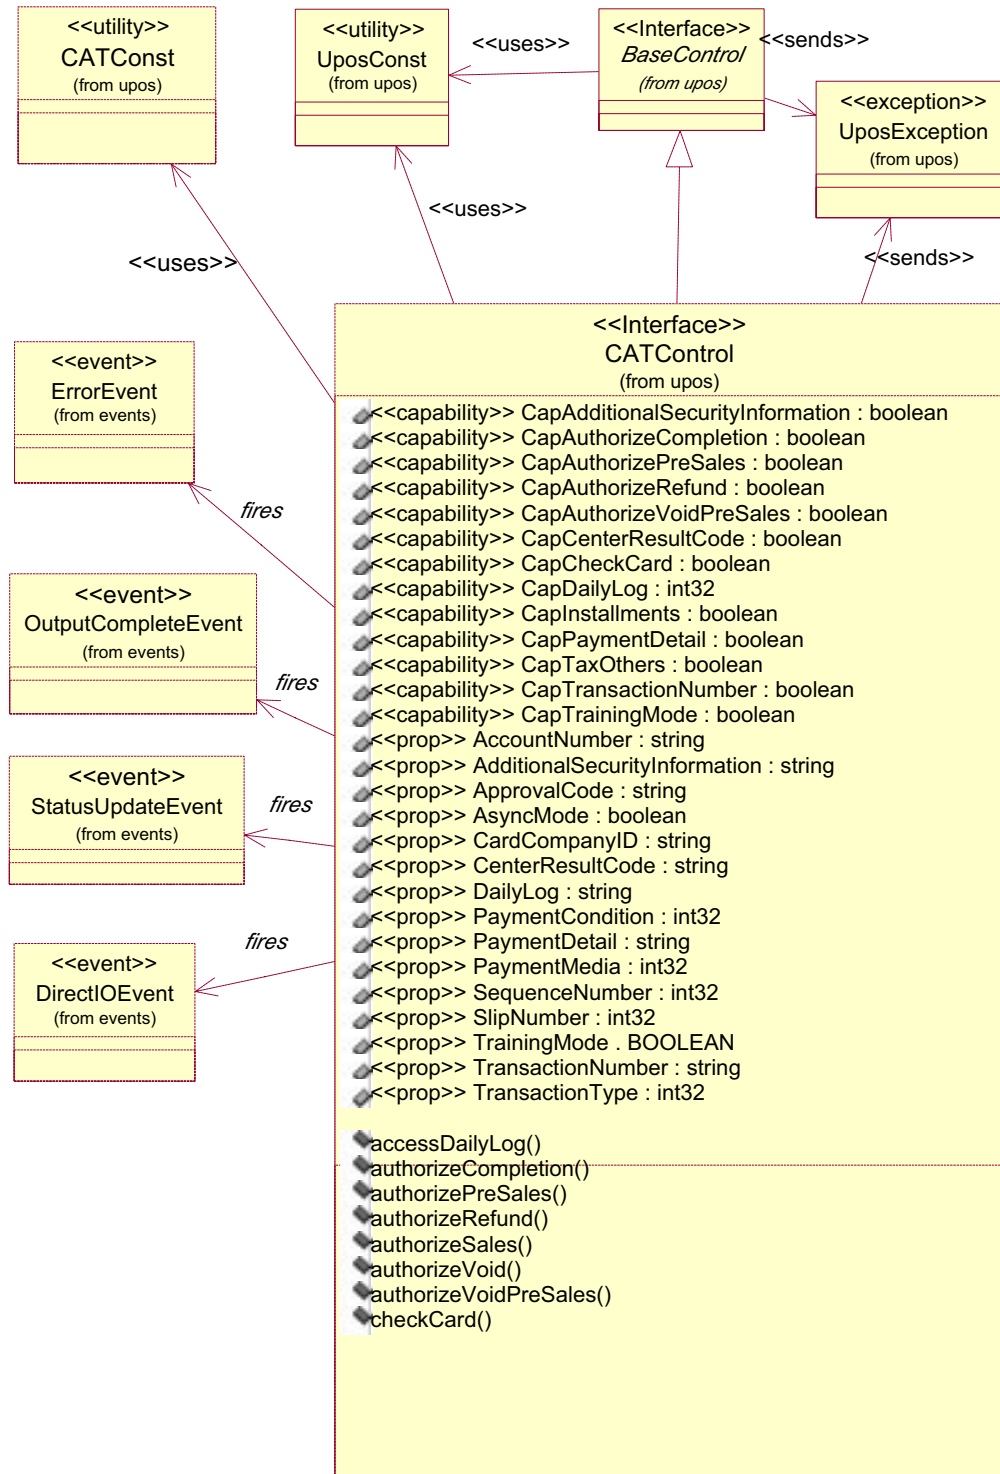 <<utility>>
CATConst
(from upos)
<<utility>>
UposConst
(from upos)
<<uses>>
<<Interface>>
BaseControl
(from upos)
<<sends>>
<<exception>>
UposException
(from upos)
<<uses>>
<<uses>>
<<sends>>
<<event>>
ErrorEvent
(from events)
fires
<<event>>
OutputCompleteEvent
(from events)
fires
<<event>>
StatusUpdateEvent
(from events)
fires
<<event>>
DirectIOEvent
(from events)
fires
<<Interface>>
CATControl
(from upos)
<<capability>> CapAdditionalSecurityInformation : boolean
<<capability>> CapAuthorizeCompletion : boolean
<<capability>> CapAuthorizePreSales : boolean
<<capability>> CapAuthorizeRefund : boolean
<<capability>> CapAuthorizeVoidPreSales : boolean
<<capability>> CapCenterResultCode : boolean
<<capability>> CapCheckCard : boolean
<<capability>> CapDailyLog : int32
<<capability>> CapInstallments : boolean
<<capability>> CapPaymentDetail : boolean
<<capability>> CapTaxOthers : boolean
<<capability>> CapTransactionNumber : boolean
<<capability>> CapTrainingMode : boolean
<<prop>> AccountNumber : string
<<prop>> AdditionalSecurityInformation : string
<<prop>> ApprovalCode : string
<<prop>> AsyncMode : boolean
<<prop>> CardCompanyID : string
<<prop>> CenterResultCode : string
<<prop>> DailyLog : string
<<prop>> PaymentCondition : int32
<<prop>> PaymentDetail : string
<<prop>> PaymentMedia : int32
<<prop>> SequenceNumber : int32
<<prop>> SlipNumber : int32
<<prop>> TrainingMode . BOOLEAN
<<prop>> TransactionNumber : string
<<prop>> TransactionType : int32
accessDailyLog()
authorizeCompletion()
authorizePreSales()
authorizeRefund()
authorizeSales()
authorizeVoid()
authorizeVoidPreSales()
checkCard()